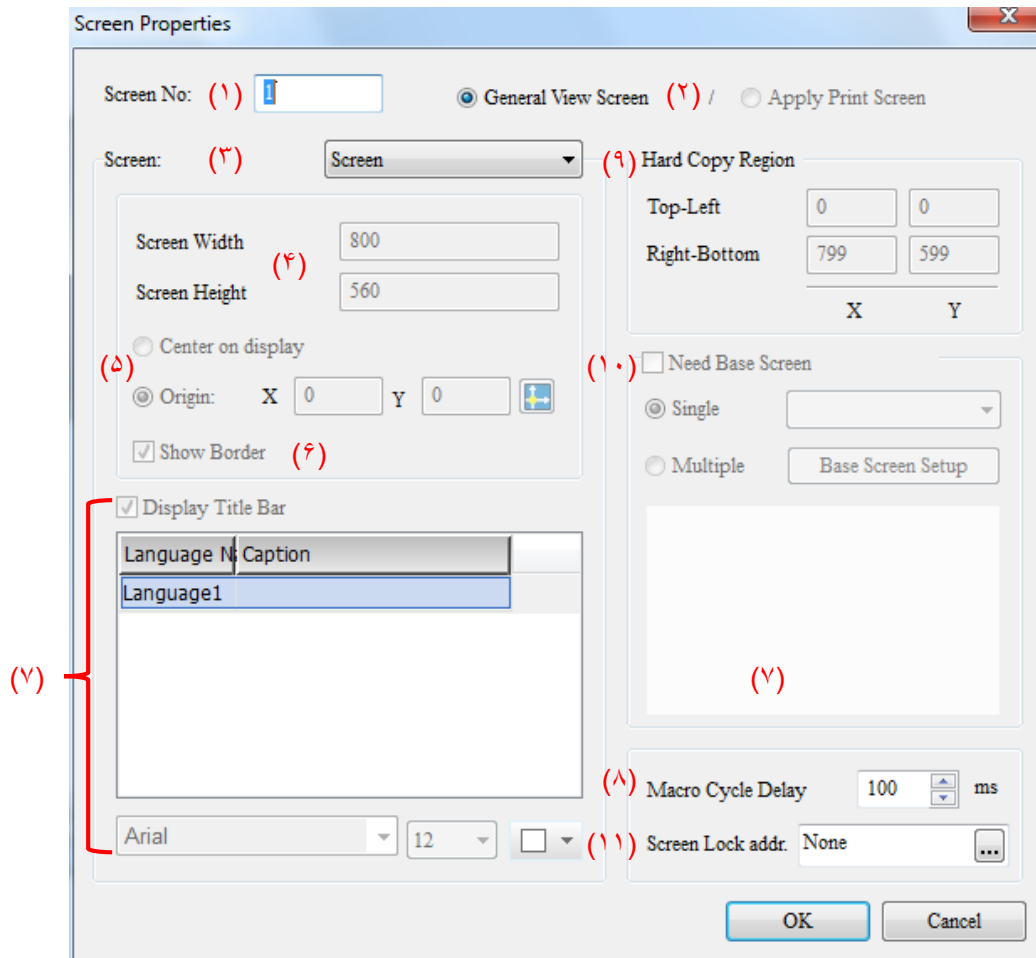 Screen Properties
Screen No: (۱) 1 General View Screen (۲) / Apply Print Screen
Screen: (۳) Screen
Screen Width 800
(۴)
Screen Height 560
Center on display
(۵)
Origin: X 0 Y 0
Show Border (۶)
Display Title Bar
Language N Caption
Language1
(۷)
Arial 12
(۹) Hard Copy Region
Top-Left 0 0
Right-Bottom 799 599
X Y
(۱۰) Need Base Screen
Single
Multiple Base Screen Setup
(۷)
(۸) Macro Cycle Delay 100 ms
(۱۱) Screen Lock addr. None ...
OK Cancel